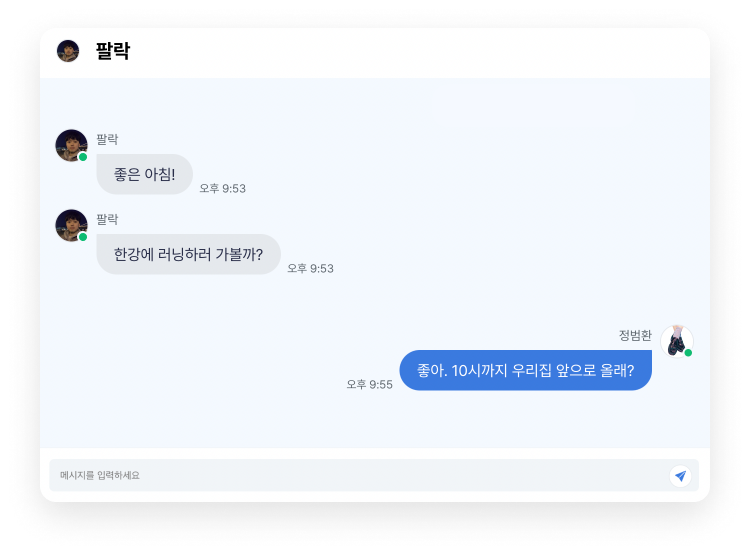 팔락
팔락
좋은 아침!
오후 9:53
팔락
한강에 러닝하러 가볼까?
오후 9:53
정범환
오후 9:55
좋아. 10시까지 우리집 앞으로 올래?
메시지를 입력하세요